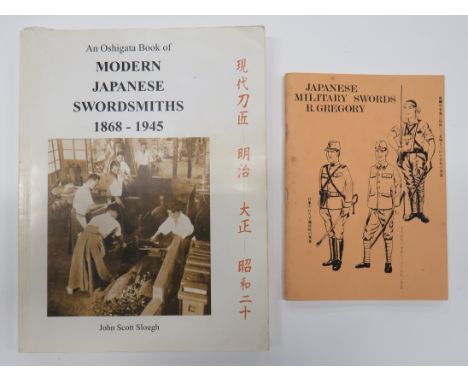 An Oshigata Book of
MODERN
JAPANESE
SWORDSMITHS
1868 - 1945
現代刀匠 明治 大正 — 昭和二十
John Scott Slough
JAPANESE
MILITARY SWORDS
R. GREGORY